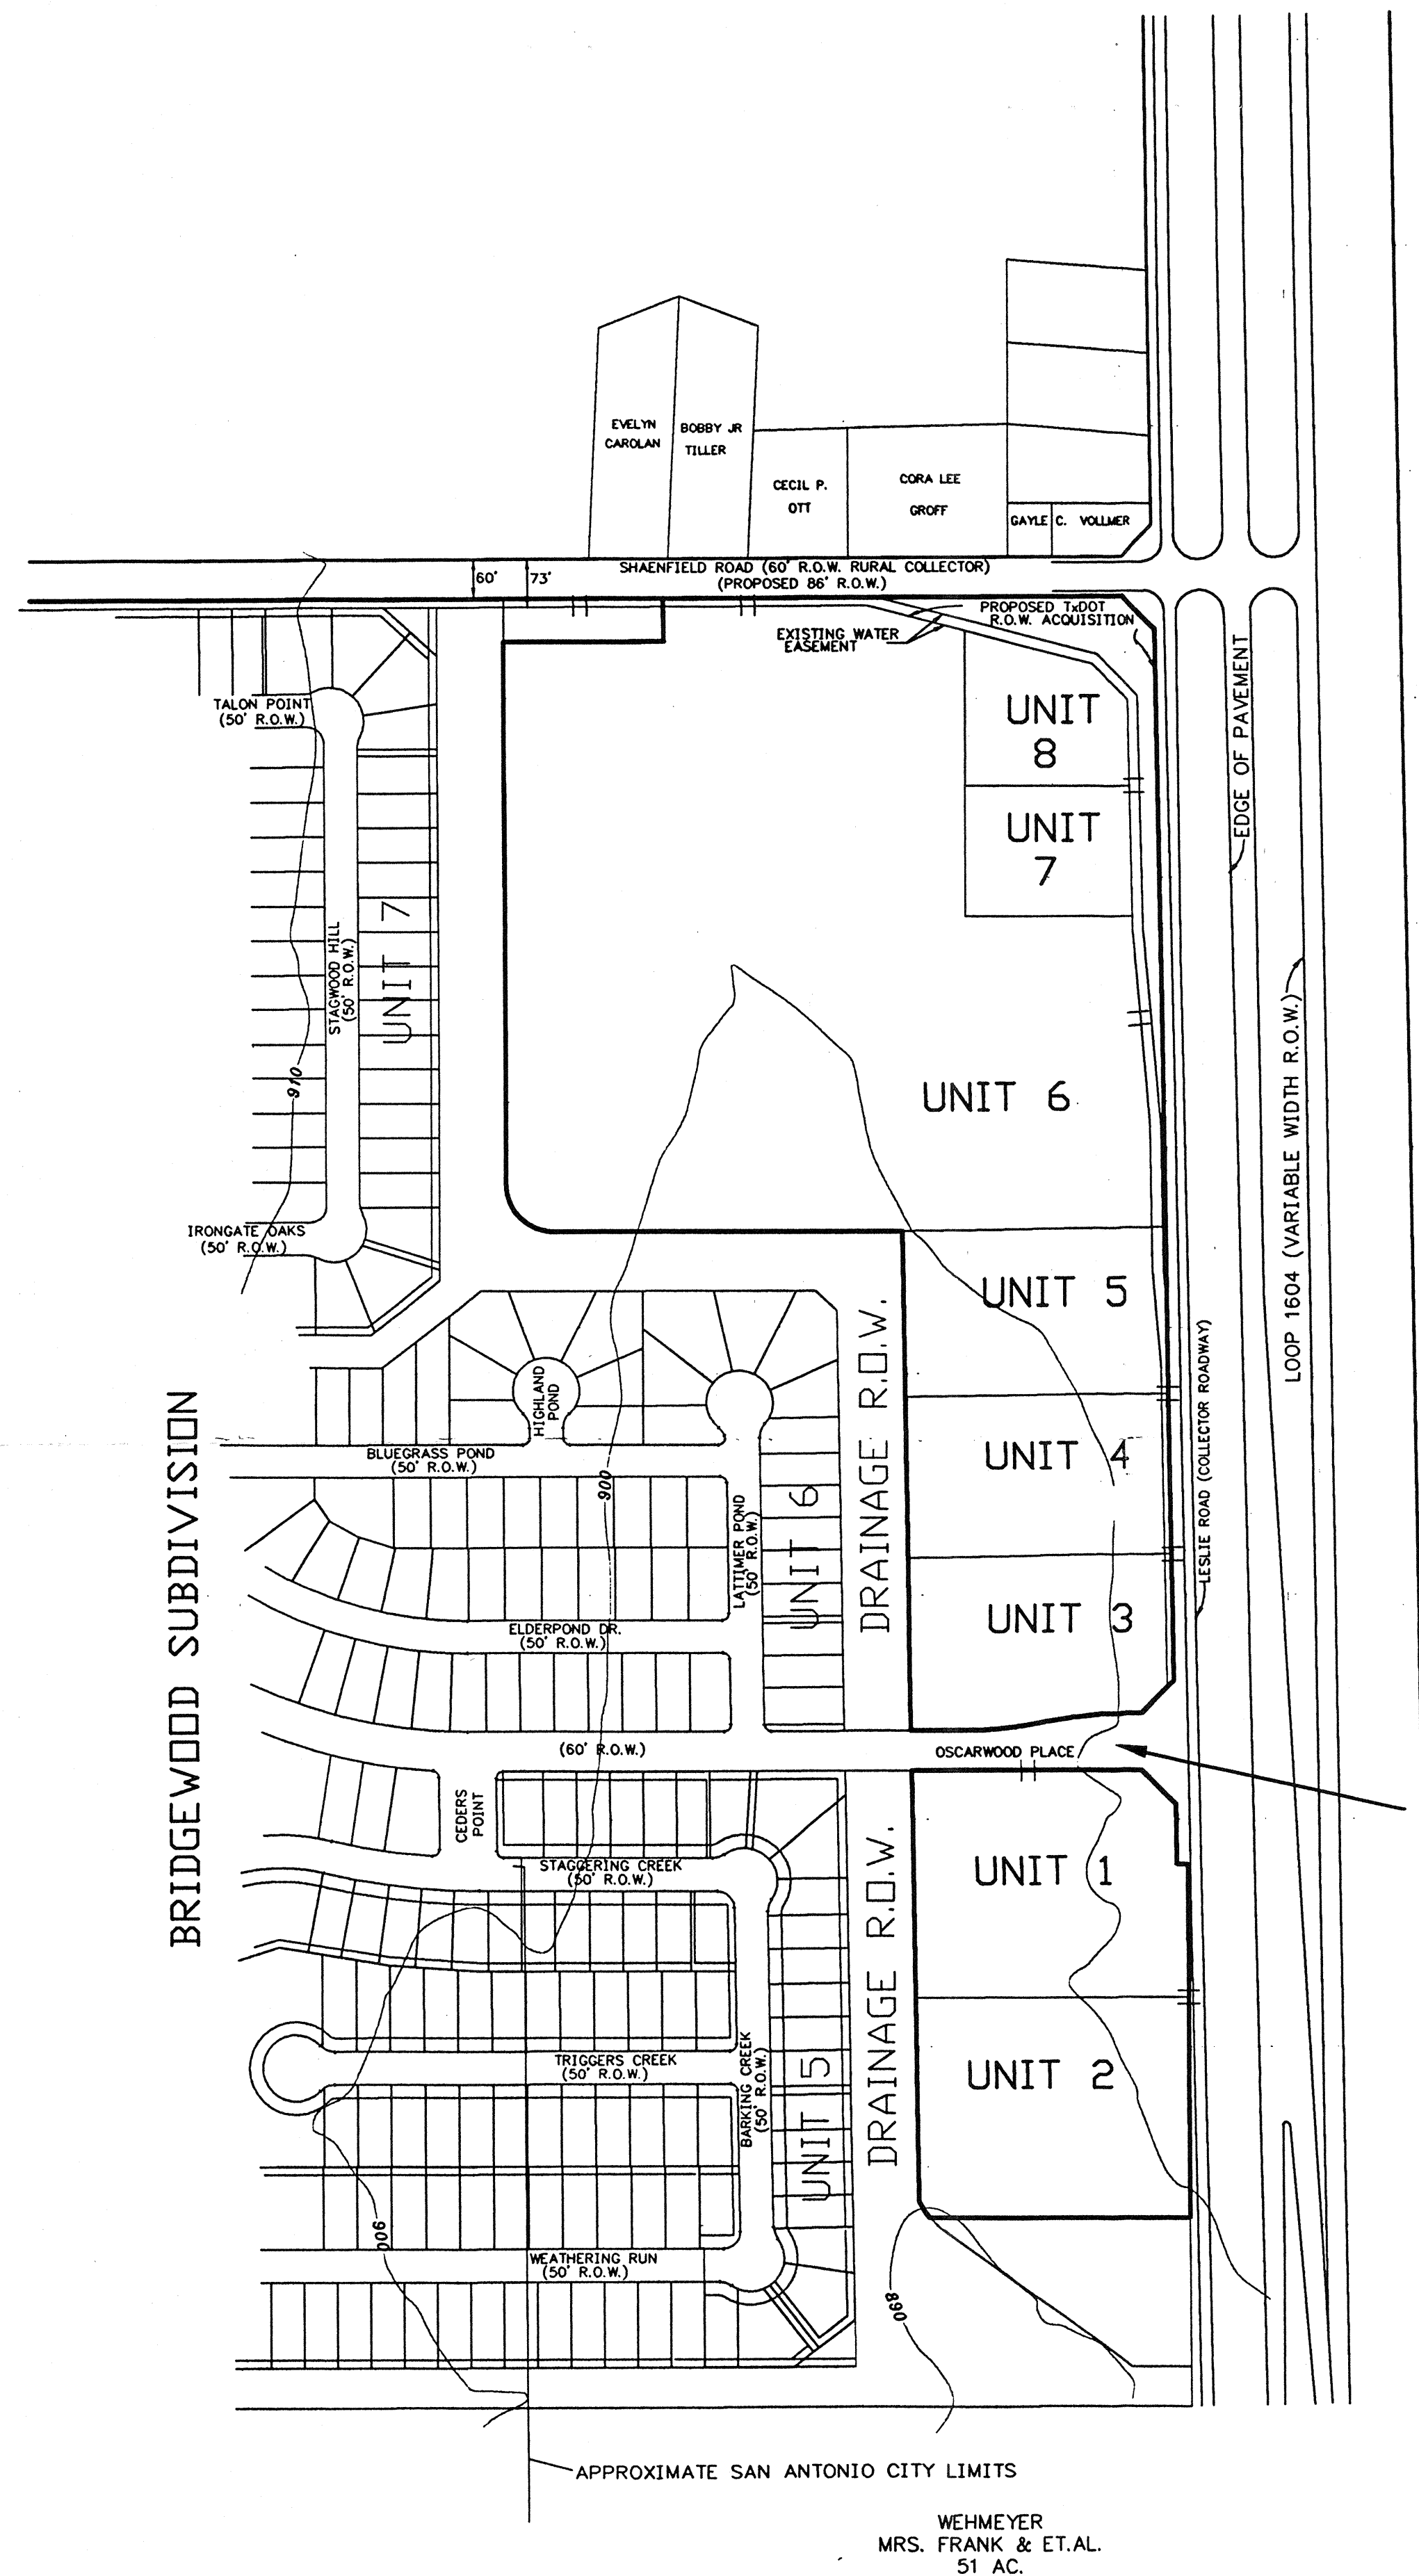 EVELYN
CAROLAN
BOBBY JR
TILLER
CECIL P.
OTT
CORA LEE
GROFF
GAYLE C. VOLLMER
SHAENFIELD ROAD (60' R.O.W. RURAL COLLECTOR)
(PROPOSED 86' R.O.W.)
60'
73'
PROPOSED TxDOT
R.O.W. ACQUISITION
EXISTING WATER
EASEMENT
TALON POINT
(50' R.O.W.)
UNIT
8
UNIT
7
EDGE OF PAVEMENT
STAGWOOD HILL
(50' R.O.W.)
UNIT 7
910
UNIT 6
LOOP 1604 (VARIABLE WIDTH R.O.W.)
IRONGATE OAKS
(50' R.O.W.)
UNIT 5
HIGHLAND
POND
DRAINAGE R.O.W.
LESLIE ROAD (COLLECTOR ROADWAY)
BRIDGEWOOD SUBDIVISION
BLUEGRASS POND
(50' R.O.W.)
UNIT 4
900
LATTIMER POND
(50' R.O.W.)
UNIT 6
UNIT 3
ELDERPOND DR.
(50' R.O.W.)
(60' R.O.W.)
OSCARWOOD PLACE
CEDERS
POINT
STAGGERING CREEK
(50' R.O.W.)
UNIT 1
DRAINAGE R.O.W.
TRIGGERS CREEK
(50' R.O.W.)
BARKING CREEK
(50' R.O.W.)
UNIT 5
UNIT 2
900
WEATHERING RUN
(50' R.O.W.)
890
APPROXIMATE SAN ANTONIO CITY LIMITS
WEHMEYER
MRS. FRANK & ET.AL.
51 AC.